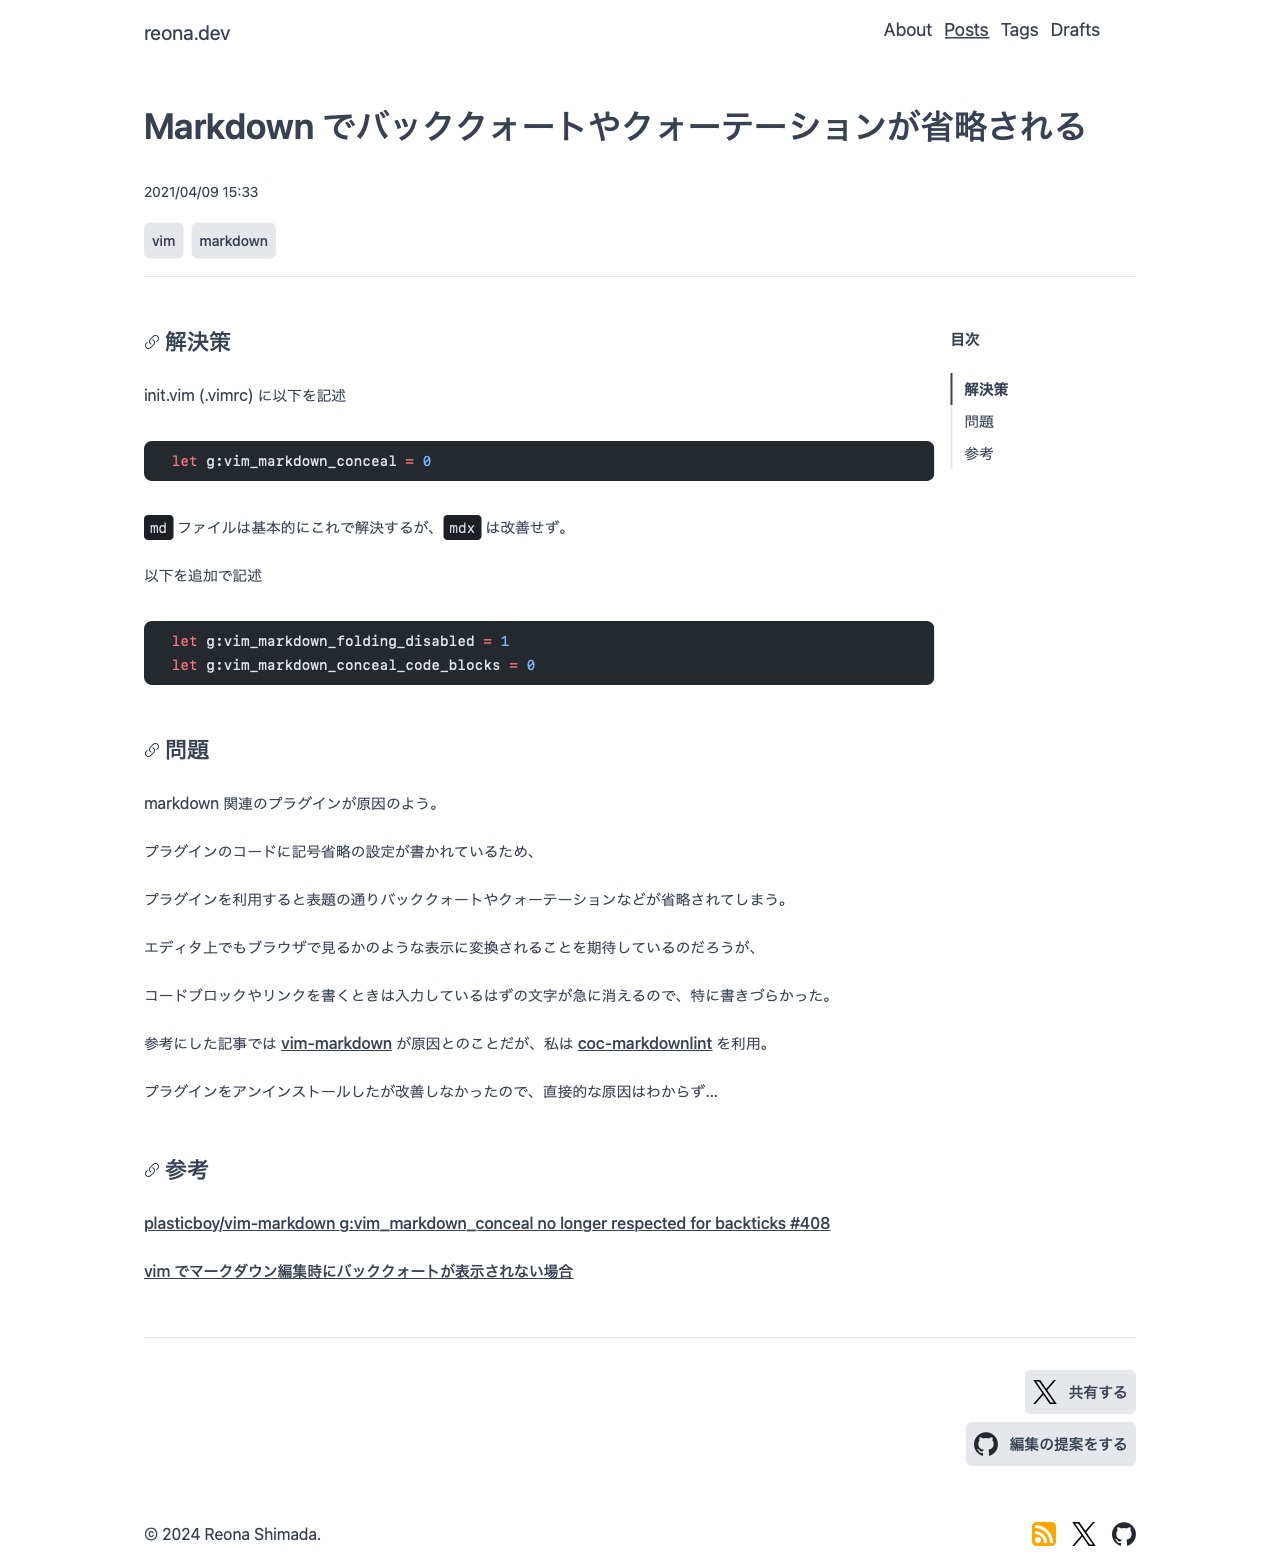 reona.dev
About Posts Tags Drafts
Markdown でバッククォートやクォーテーションが省略される
2021/04/09 15:33
vim markdown
解決策
init.vim (.vimrc) に以下を記述
let g:vim_markdown_conceal = 0
md ファイルは基本的にこれで解決するが、mdx は改善せず。
以下を追加で記述
let g:vim_markdown_folding_disabled = 1
let g:vim_markdown_conceal_code_blocks = 0
問題
markdown 関連のプラグインが原因のよう。
プラグインのコードに記号省略の設定が書かれているため、
プラグインを利用すると表題の通りバッククォートやクォーテーションなどが省略されてしまう。
エディタ上でもブラウザで見るかのような表示に変換されることを期待しているのだろうが、
コードブロックやリンクを書くときは入力しているはずの文字が急に消えるので、特に書きづらかった。
参考にした記事では vim-markdown が原因とのことだが、私は coc-markdownlint を利用。
プラグインをアンインストールしたが改善しなかったので、直接的な原因はわからず...
参考
plasticboy/vim-markdown g:vim_markdown_conceal no longer respected for backticks #408
vim でマークダウン編集時にバッククォートが表示されない場合
目次
解決策
問題
参考
共有する
編集の提案をする
© 2024 Reona Shimada.